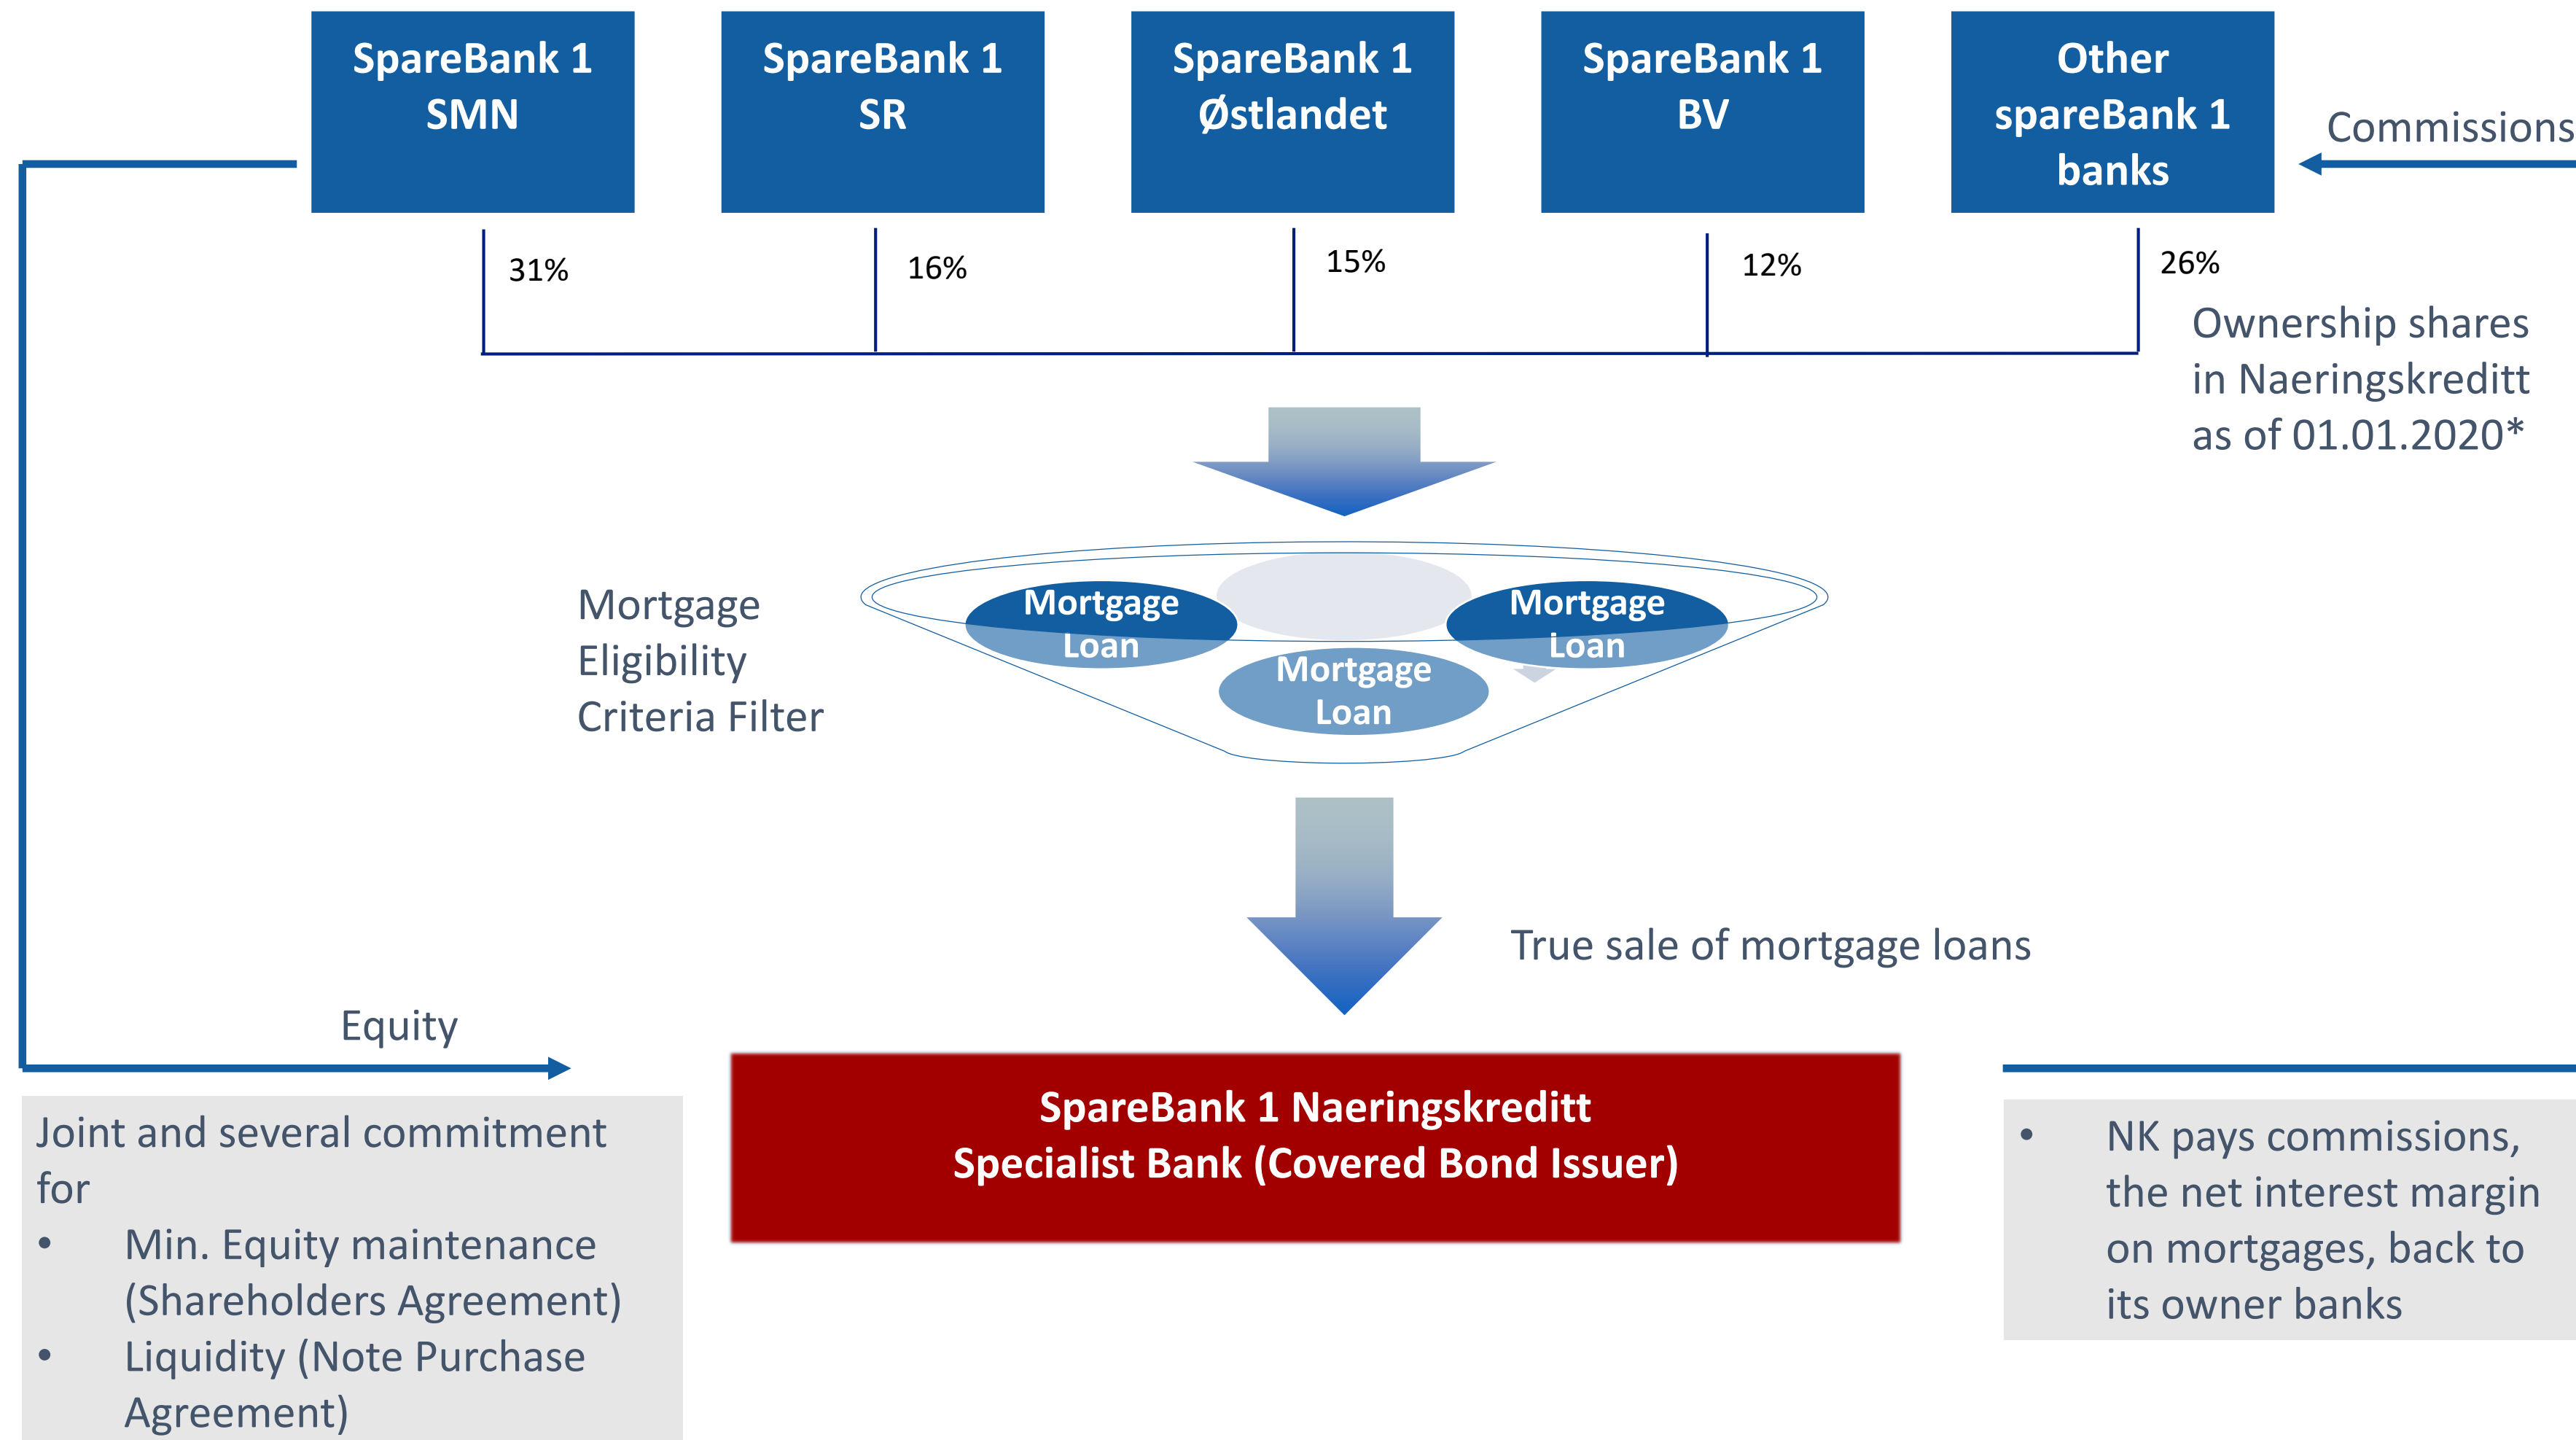 SpareBank 1
SMN
SpareBank 1
SR
SpareBank 1
Østlandet
SpareBank 1
BV
Other
spareBank 1
banks
Commissions
31%
16%
15%
12%
26%
Ownership shares
in Naeringskreditt
as of 01.01.2020*
Mortgage
Eligibility
Criteria Filter
Mortgage
Loan
Mortgage
Loan
Mortgage
Loan
True sale of mortgage loans
Equity
SpareBank 1 Naeringskreditt
Specialist Bank (Covered Bond Issuer)
Joint and several commitment
for
• Min. Equity maintenance
(Shareholders Agreement)
• Liquidity (Note Purchase
Agreement)
• NK pays commissions,
the net interest margin
on mortgages, back to
its owner banks